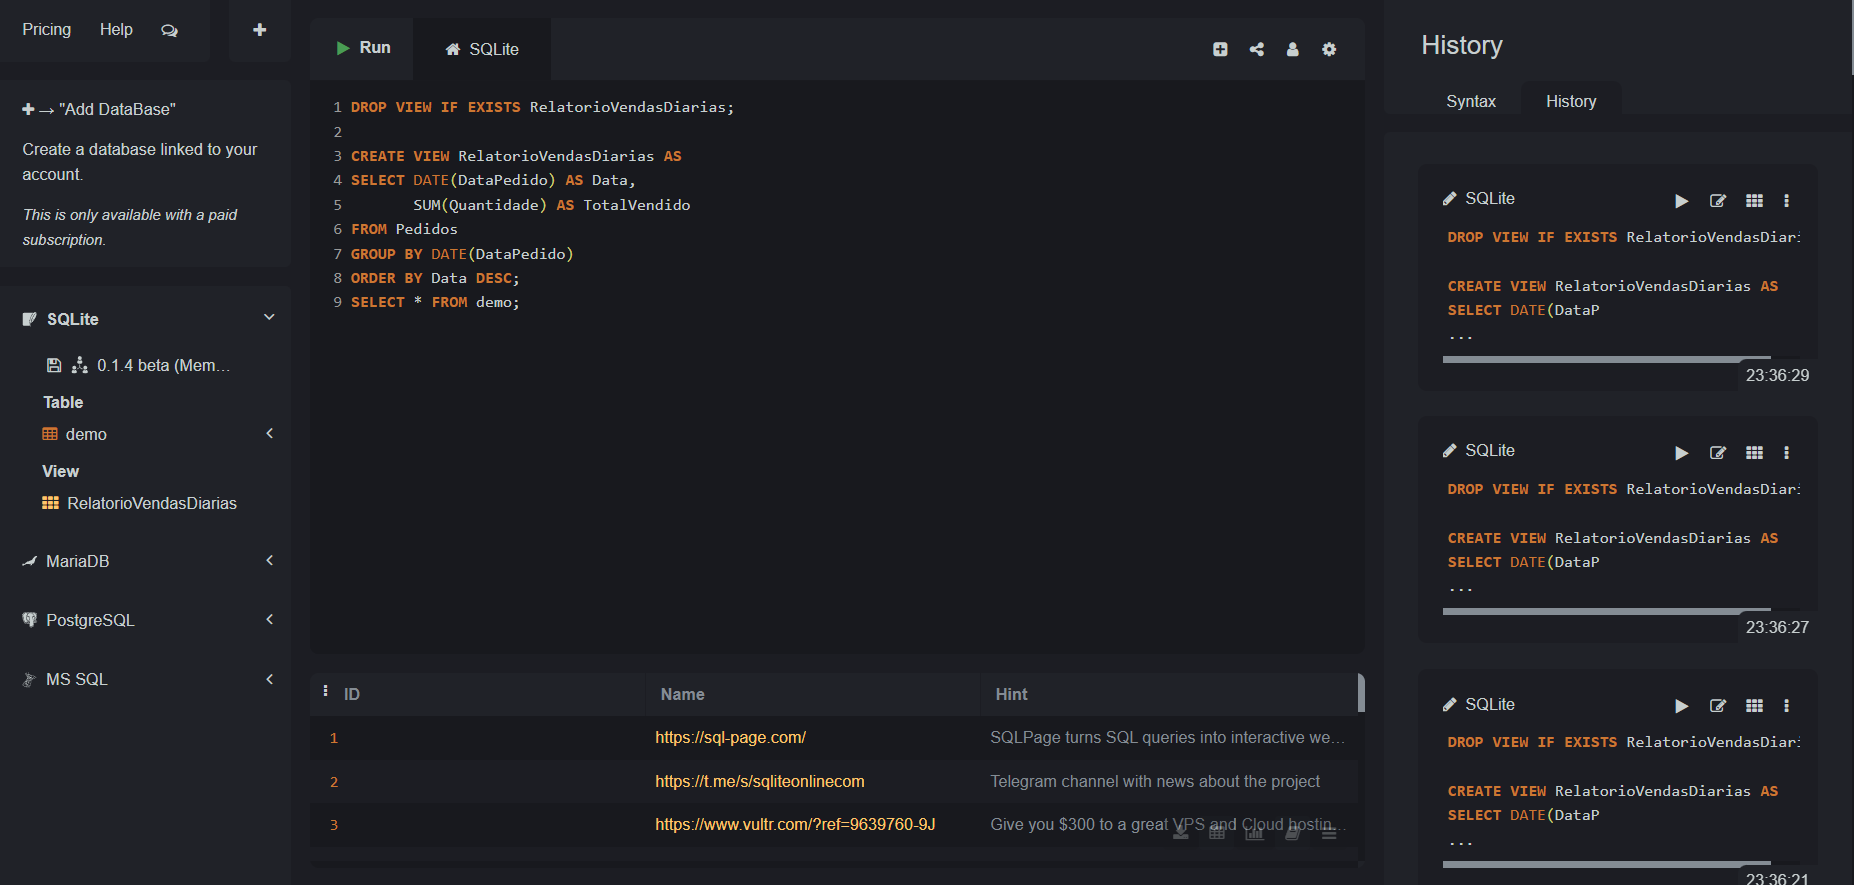 Pricing Help
"Add DataBase"
Create a database linked to your
account.
This is only available with a paid
subscription.
SQLite
0.1.4 beta (Mem...
Table
demo
View
RelatorioVendasDiarias
MariaDB
PostgreSQL
MS SQL
Run SQLite
1 DROP VIEW IF EXISTS RelatorioVendasDiarias;
2
3 CREATE VIEW RelatorioVendasDiarias AS
4 SELECT DATE(DataPedido) AS Data,
5        SUM(Quantidade) AS TotalVendido
6 FROM Pedidos
7 GROUP BY DATE(DataPedido)
8 ORDER BY Data DESC;
9 SELECT * FROM demo;
ID Name Hint
1 https://sql-page.com/ SQLPage turns SQL queries into interactive we...
2 https://t.me/s/sqliteonlinecom Telegram channel with news about the project
3 https://www.vultr.com/?ref=9639760-9J Give you $300 to a great VPS and Cloud hostin...
History
Syntax History
SQLite
DROP VIEW IF EXISTS RelatorioVendasDiari
CREATE VIEW RelatorioVendasDiarias AS
SELECT DATE(DataP
...
23:36:29
SQLite
DROP VIEW IF EXISTS RelatorioVendasDiari
CREATE VIEW RelatorioVendasDiarias AS
SELECT DATE(DataP
...
23:36:27
SQLite
DROP VIEW IF EXISTS RelatorioVendasDiari
CREATE VIEW RelatorioVendasDiarias AS
SELECT DATE(DataP
...
23:36:21